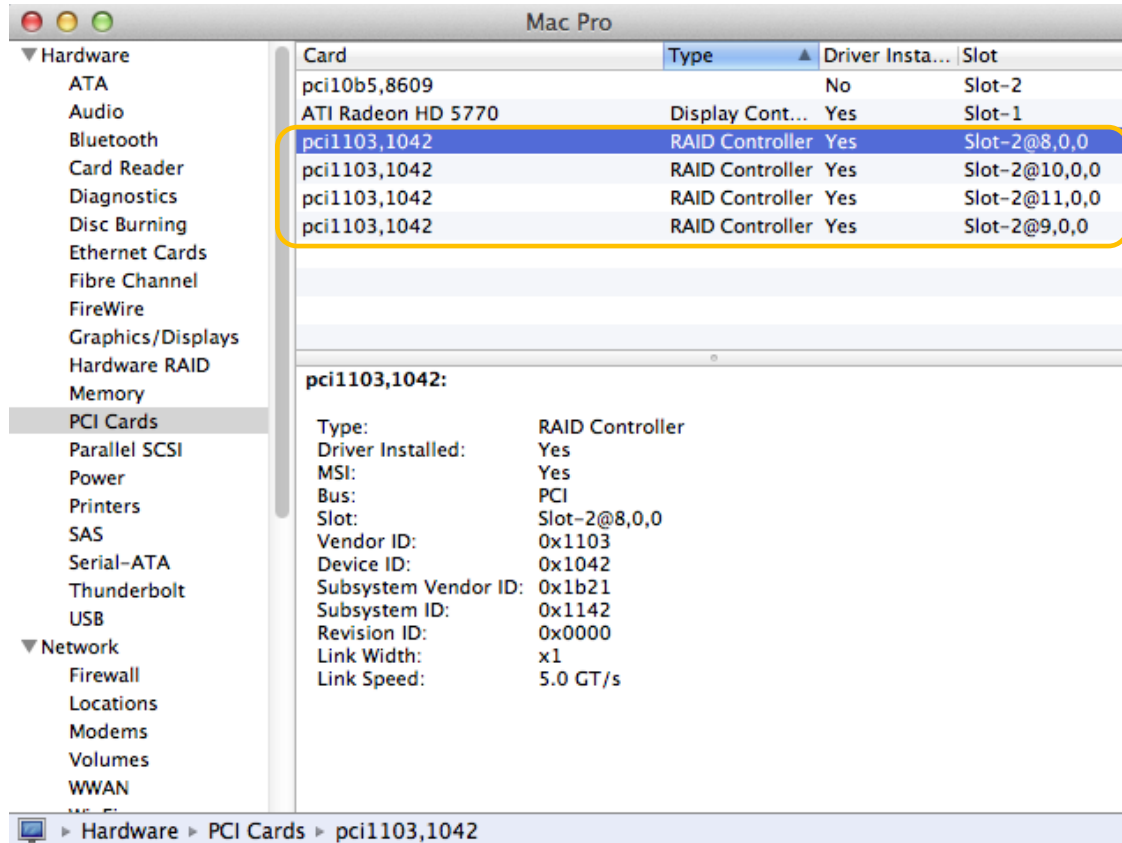 Mac Pro
Hardware
ATA
Audio
Bluetooth
Card Reader
Diagnostics
Disc Burning
Ethernet Cards
Fibre Channel
FireWire
Graphics/Displays
Hardware RAID
Memory
PCI Cards
Parallel SCSI
Power
Printers
SAS
Serial-ATA
Thunderbolt
USB
Network
Firewall
Locations
Modems
Volumes
WWAN
Card Type Driver Insta... Slot
pci10b5,8609 No Slot-2
ATI Radeon HD 5770 Display Cont... Yes Slot-1
pci1103,1042 RAID Controller Yes Slot-2@8,0,0
pci1103,1042 RAID Controller Yes Slot-2@10,0,0
pci1103,1042 RAID Controller Yes Slot-2@11,0,0
pci1103,1042 RAID Controller Yes Slot-2@9,0,0
pci1103,1042:
Type: RAID Controller
Driver Installed: Yes
MSI: Yes
Bus: PCI
Slot: Slot-2@8,0,0
Vendor ID: 0x1103
Device ID: 0x1042
Subsystem Vendor ID: 0x1b21
Subsystem ID: 0x1142
Revision ID: 0x0000
Link Width: x1
Link Speed: 5.0 GT/s
Hardware ▸ PCI Cards ▸ pci1103,1042